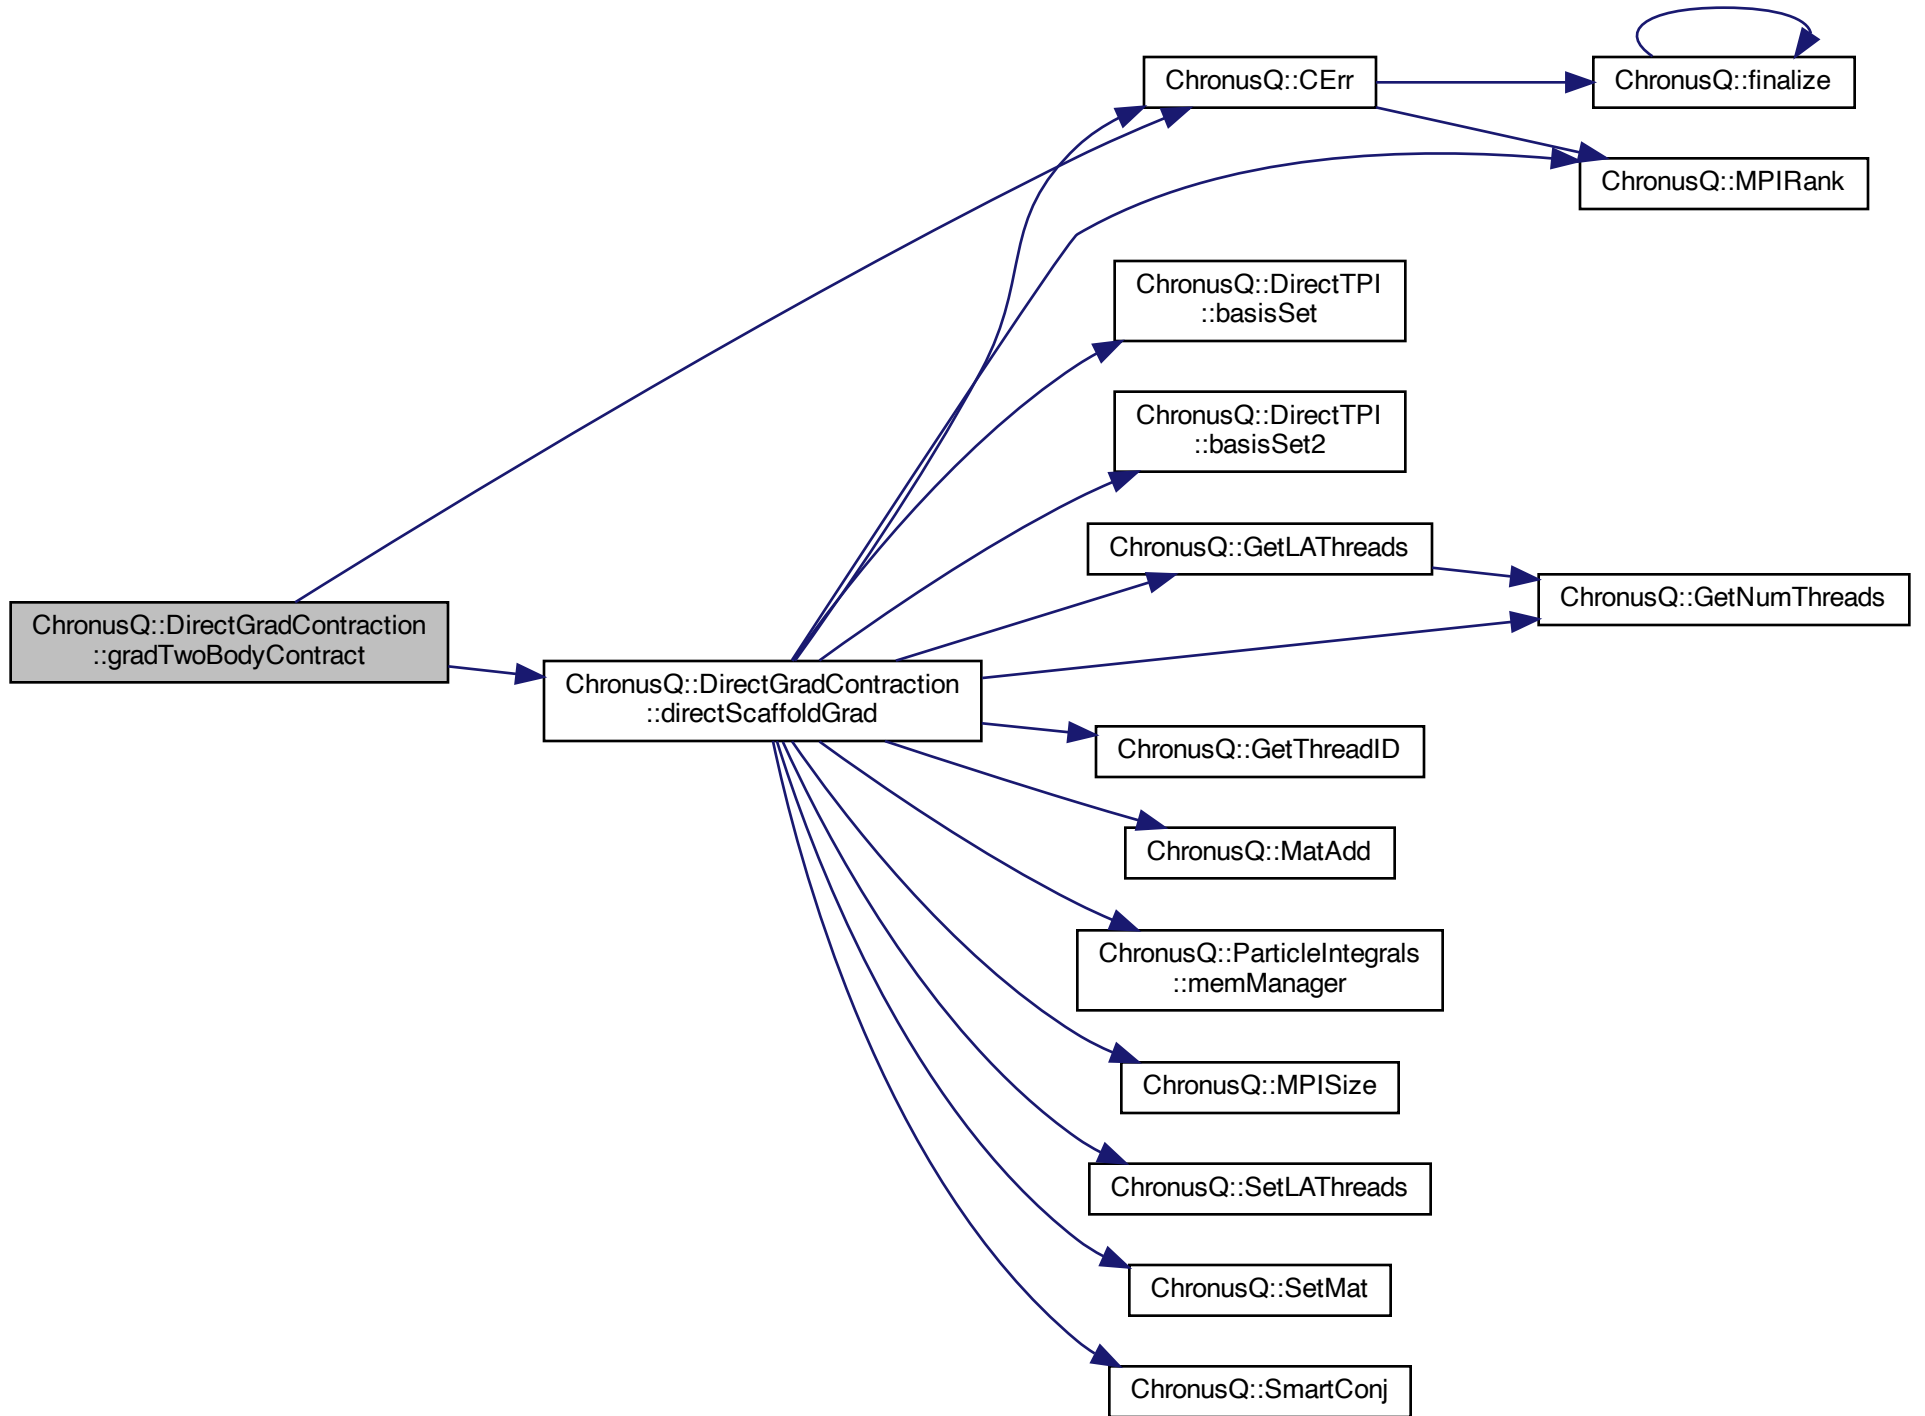 ChronusQ::CErr
ChronusQ::finalize
ChronusQ::MPIRank
ChronusQ::DirectTPI
::basisSet
ChronusQ::DirectTPI
::basisSet2
ChronusQ::GetLAThreads
ChronusQ::GetNumThreads
ChronusQ::DirectGradContraction
::gradTwoBodyContract
ChronusQ::DirectGradContraction
::directScaffoldGrad
ChronusQ::GetThreadID
ChronusQ::MatAdd
ChronusQ::ParticleIntegrals
::memManager
ChronusQ::MPISize
ChronusQ::SetLAThreads
ChronusQ::SetMat
ChronusQ::SmartConj